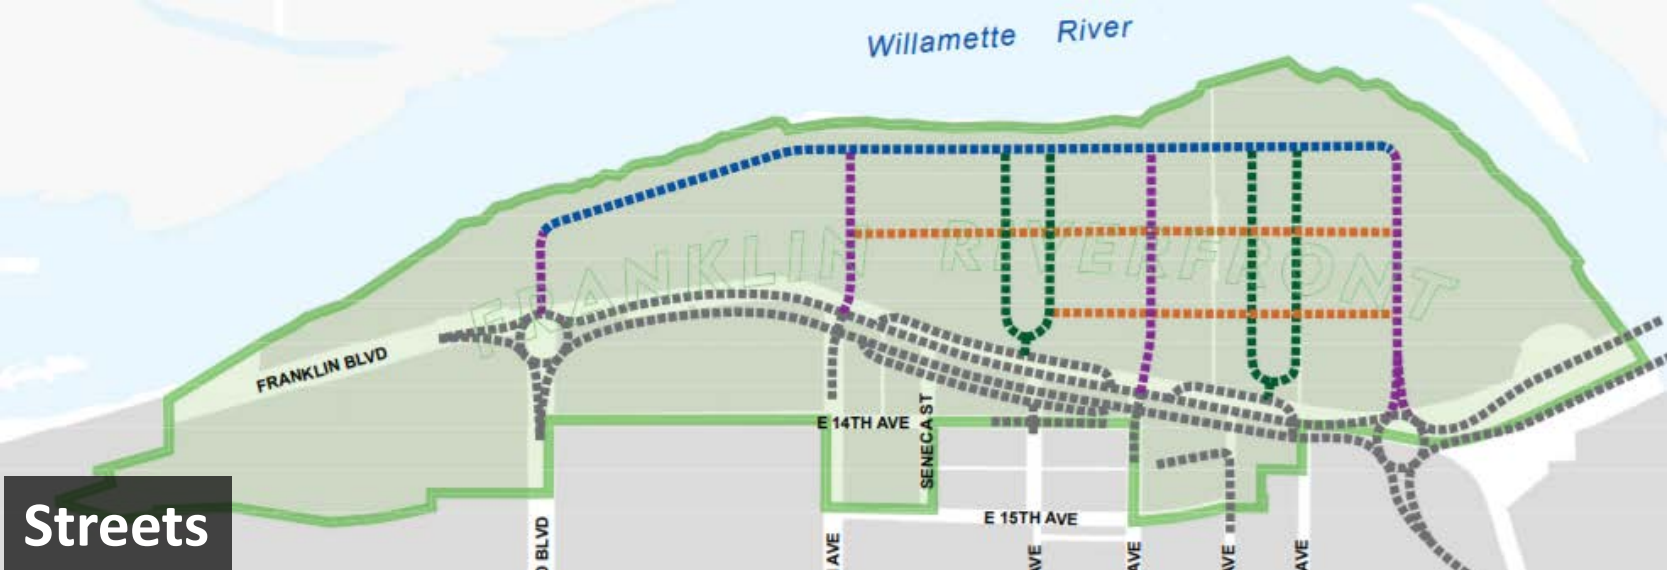 Willamette River
FRANKLIN RIVERFRONT
FRANKLIN BLVD
E 14TH AVE
SENECA ST
E 15TH AVE
BLVD
AVE
AVE
AVE
AVE
AVE
Streets